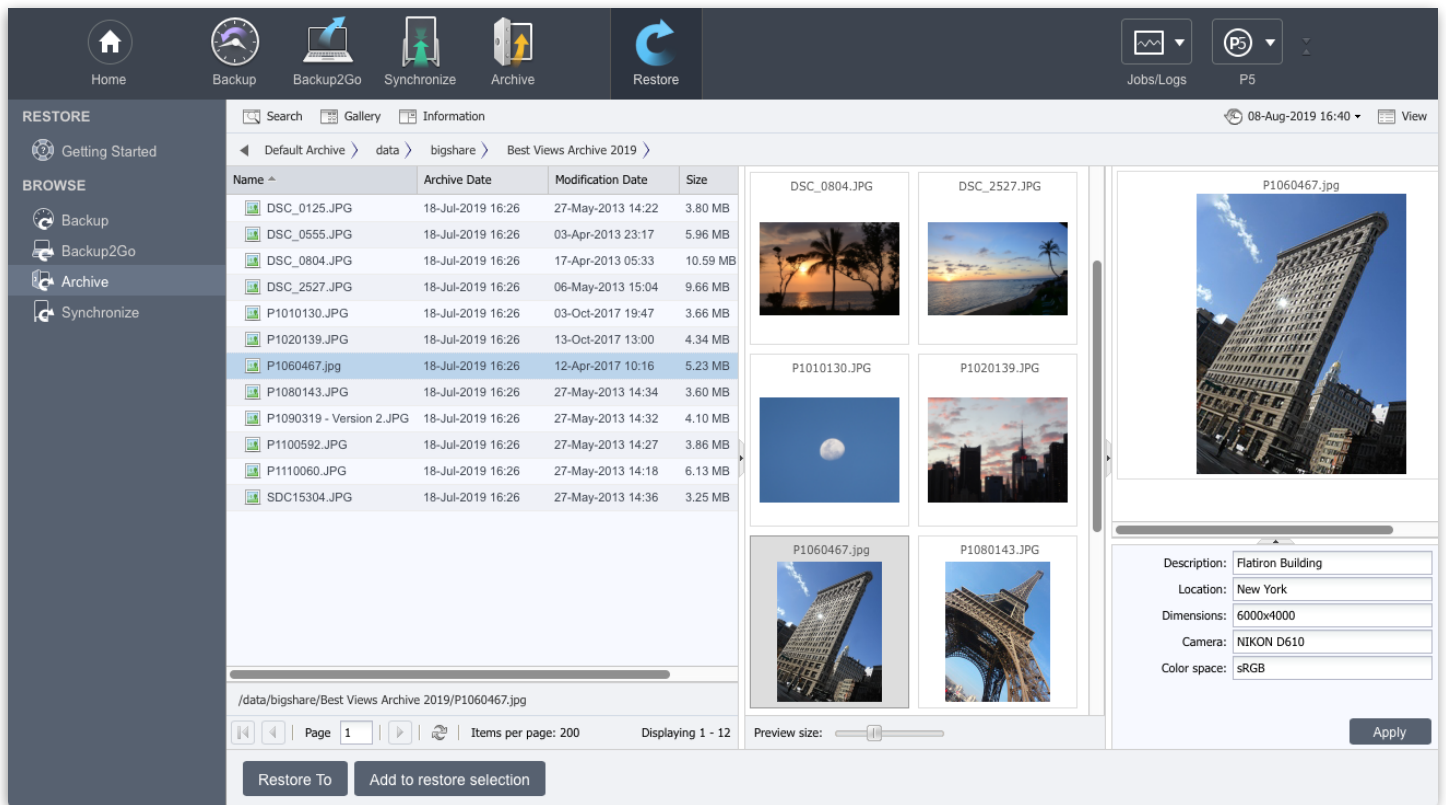 Home
Backup
Backup2Go
Synchronize
Archive
Restore
Jobs/Logs
P5
P5
RESTORE
Getting Started
BROWSE
Backup
Backup2Go
Archive
Synchronize
Search Gallery Information 08-Aug-2019 16:40 View
Default Archive data bigshare Best Views Archive 2019
Name Archive Date Modification Date Size
DSC_0125.JPG 18-Jul-2019 16:26 27-May-2013 14:22 3.80 MB
DSC_0555.JPG 18-Jul-2019 16:26 03-Apr-2013 23:17 5.96 MB
DSC_0804.JPG 18-Jul-2019 16:26 17-Apr-2013 05:33 10.59 MB
DSC_2527.JPG 18-Jul-2019 16:26 06-May-2013 15:04 9.66 MB
P1010130.JPG 18-Jul-2019 16:26 03-Oct-2017 19:47 3.66 MB
P1020139.JPG 18-Jul-2019 16:26 13-Oct-2017 13:00 4.34 MB
P1060467.jpg 18-Jul-2019 16:26 12-Apr-2017 10:16 5.23 MB
P1080143.JPG 18-Jul-2019 16:26 27-May-2013 14:34 3.60 MB
P1090319 - Version 2.JPG 18-Jul-2019 16:26 27-May-2013 14:32 4.10 MB
P1100592.JPG 18-Jul-2019 16:26 27-May-2013 14:27 3.86 MB
P1110060.JPG 18-Jul-2019 16:26 27-May-2013 14:18 6.13 MB
SDC15304.JPG 18-Jul-2019 16:26 27-May-2013 14:36 3.25 MB
/data/bigshare/Best Views Archive 2019/P1060467.jpg
Page 1 Items per page: 200 Displaying 1 - 12
DSC_0804.JPG DSC_2527.JPG
P1010130.JPG P1020139.JPG
P1060467.jpg P1080143.JPG
Preview size:
P1060467.jpg
Description: Flatiron Building
Location: New York
Dimensions: 6000x4000
Camera: NIKON D610
Color space: sRGB
Apply
Restore To Add to restore selection